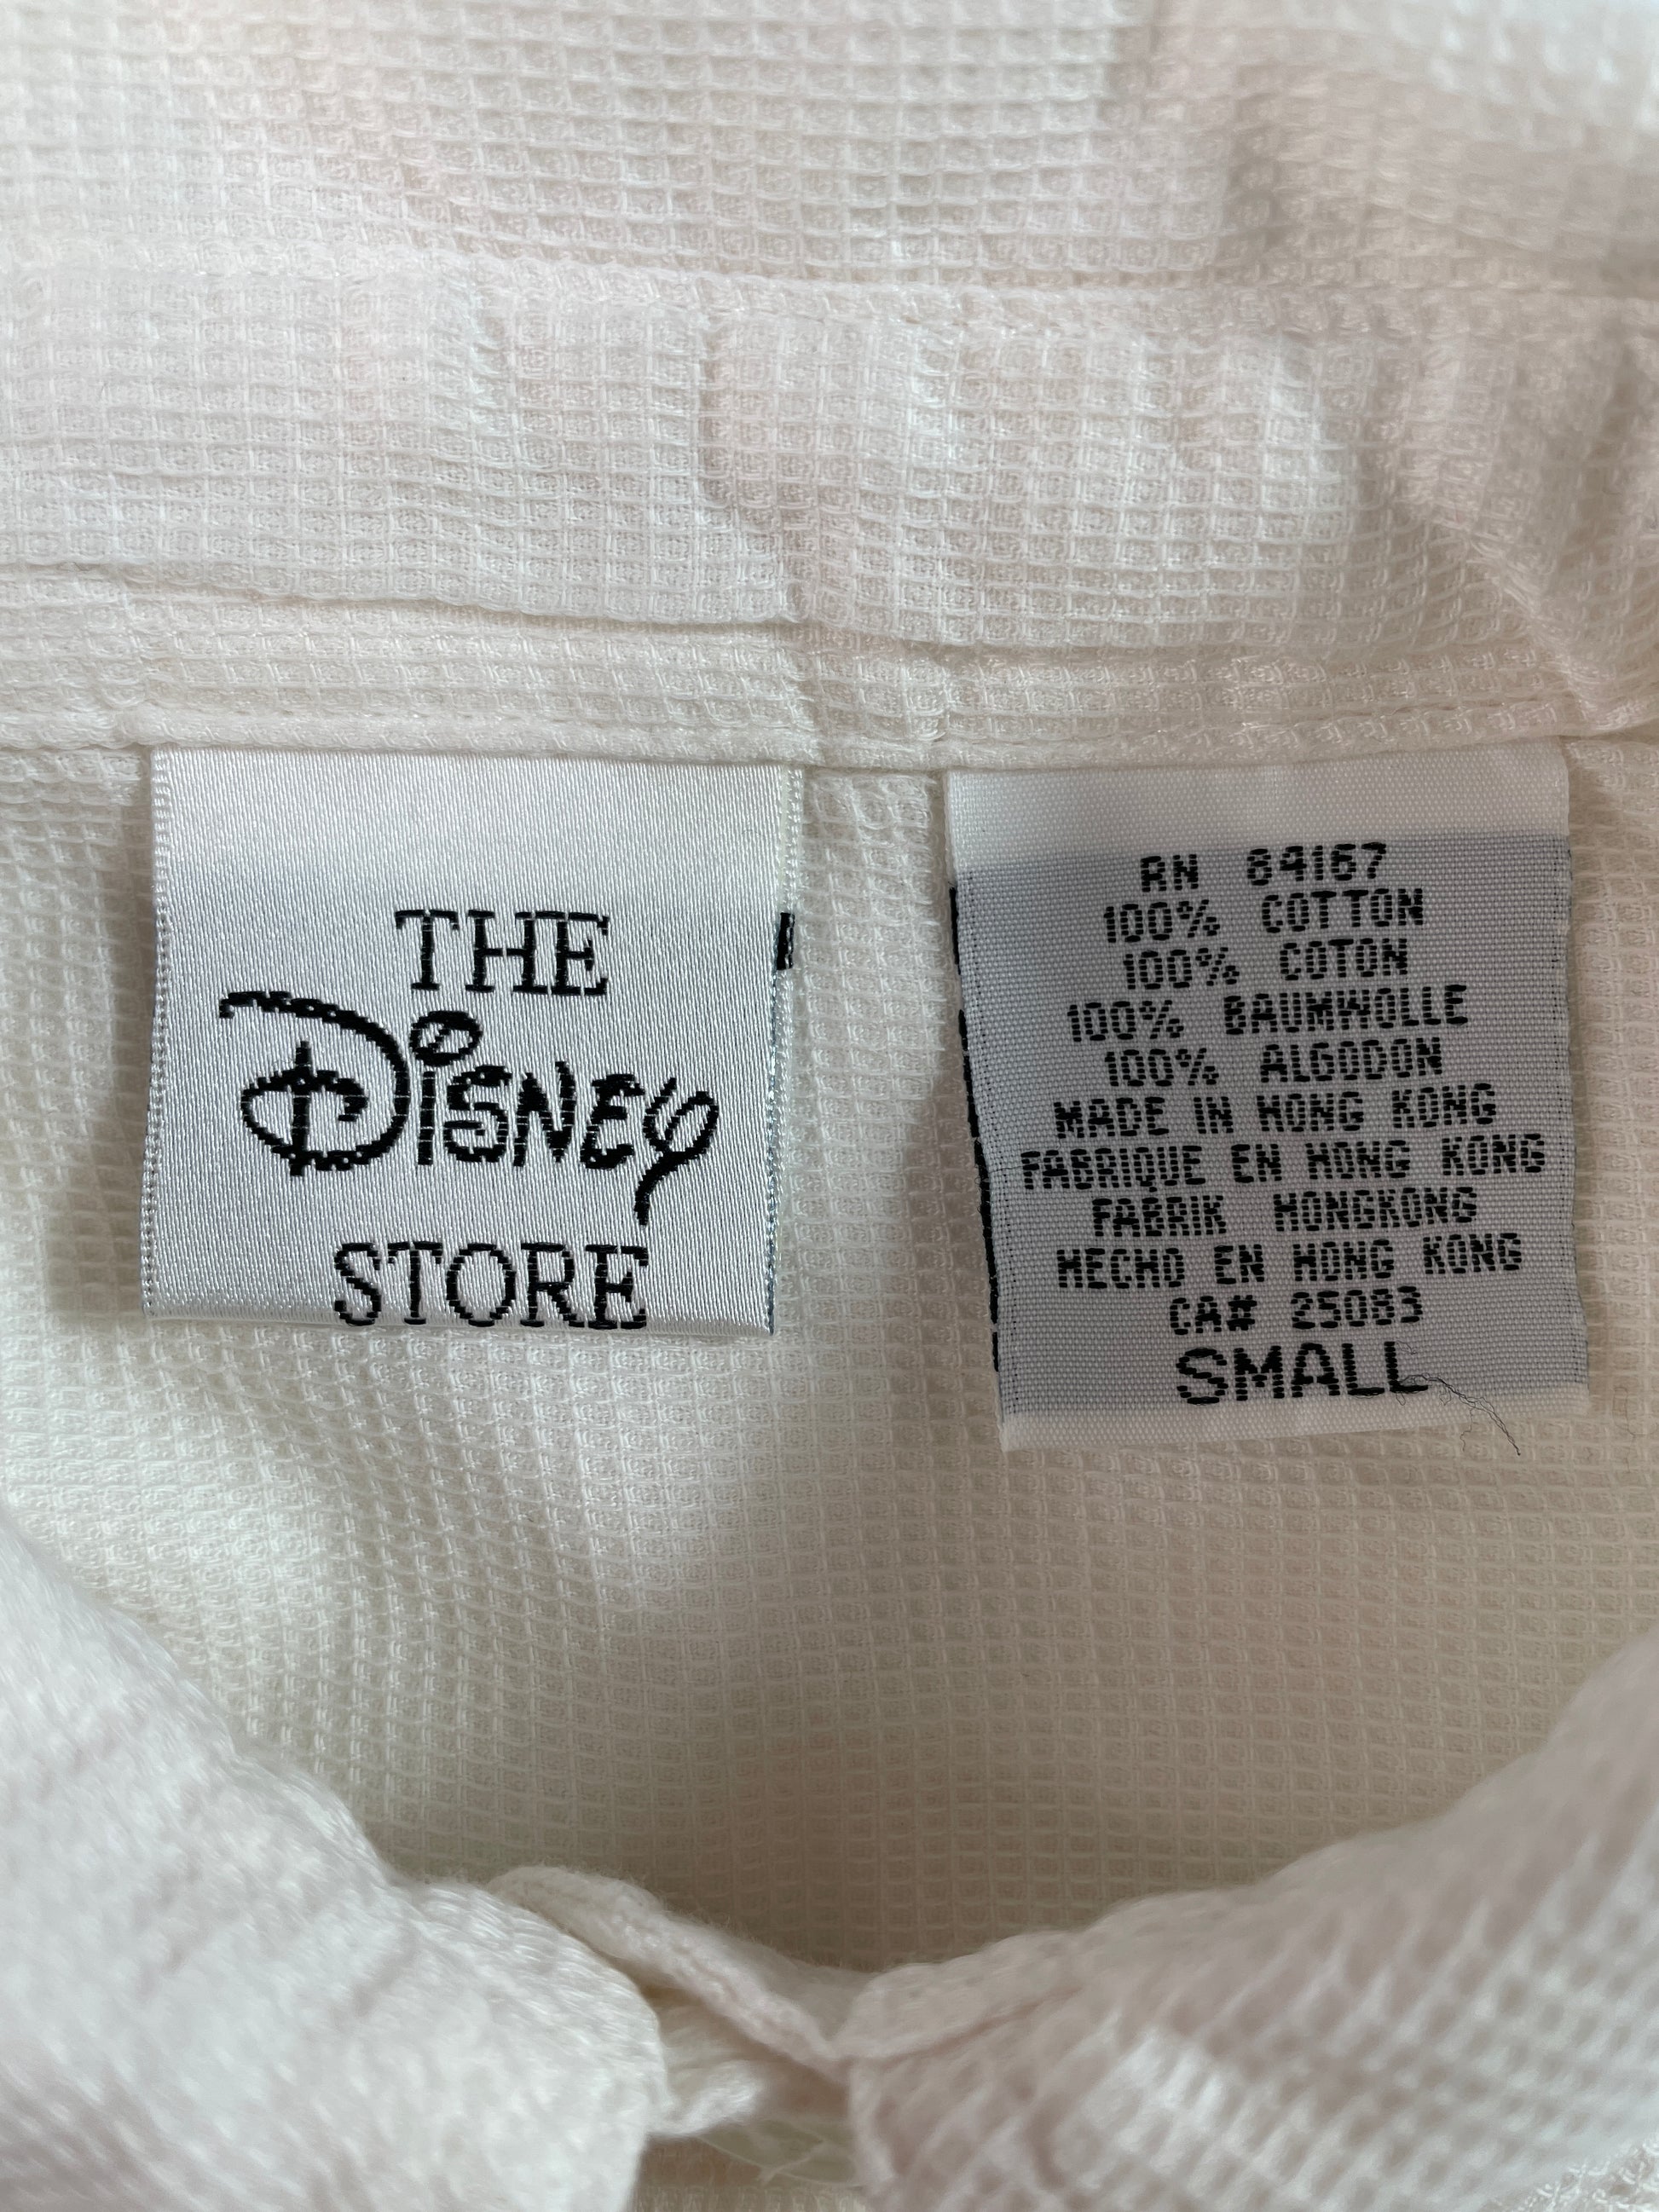 THE
Disney
STORE
RN 84167
100% COTTON
100% COTON
100% BAUMWOLLE
100% ALGODON
MADE IN HONG KONG
FABRIQUE EN HONG KONG
FABRIK HONGKONG
HECHO EN HONG KONG
CA# 25083
SMALL